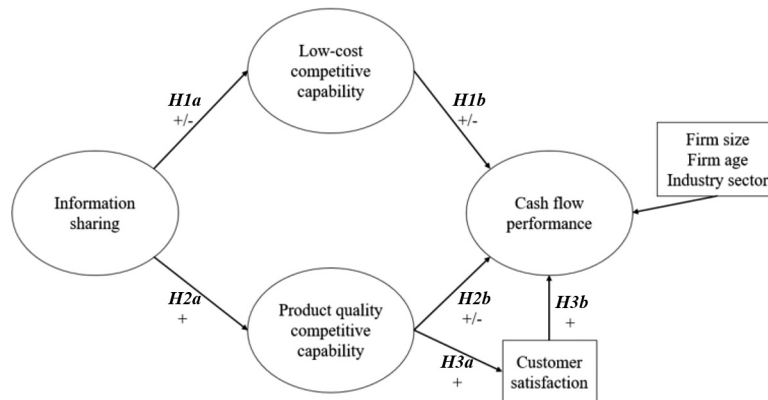 Low-cost
competitive
capability
H1a
+/-
H1b
+/-
Firm size
Firm age
Industry sector
Information
sharing
Cash flow
performance
H2a
+
Product quality
competitive
capability
H2b
+/-
H3b
+
H3a
+
Customer
satisfaction